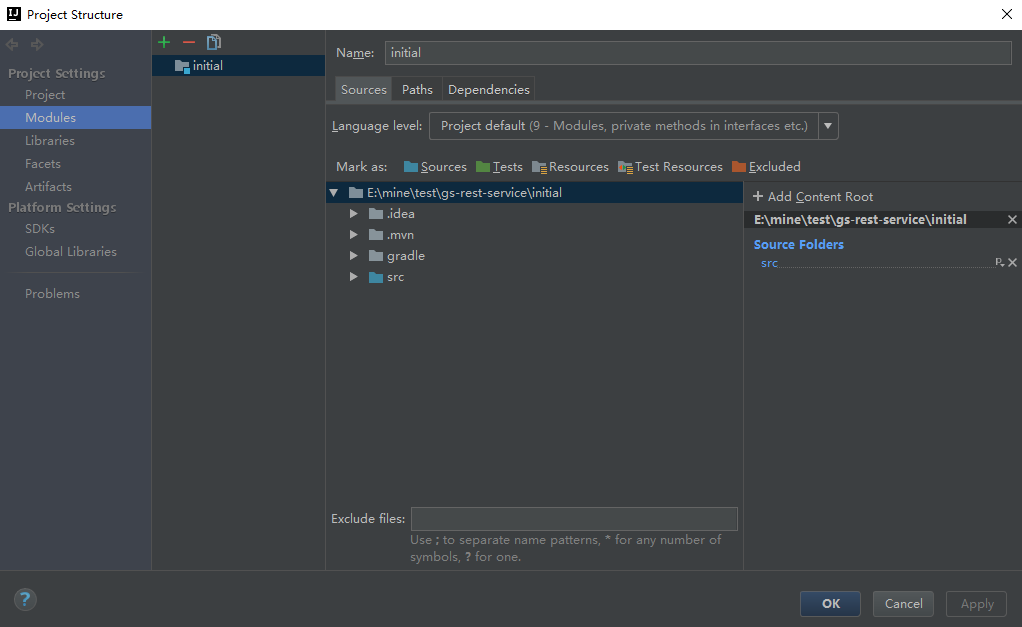 Project Structure
Project Settings
Project
Modules
Libraries
Facets
Artifacts
Platform Settings
SDKs
Global Libraries
Problems
initial
Name: initial
Sources Paths Dependencies
Language level: Project default (9 - Modules, private methods in interfaces etc.)
Mark as: Sources Tests Resources Test Resources Excluded
E:\mine\test\gs-rest-service\initial
.idea
.mvn
gradle
src
Exclude files:
Use ; to separate name patterns, * for any number of
symbols, ? for one.
+ Add Content Root
E:\mine\test\gs-rest-service\initial
Source Folders
src
?
OK Cancel Apply